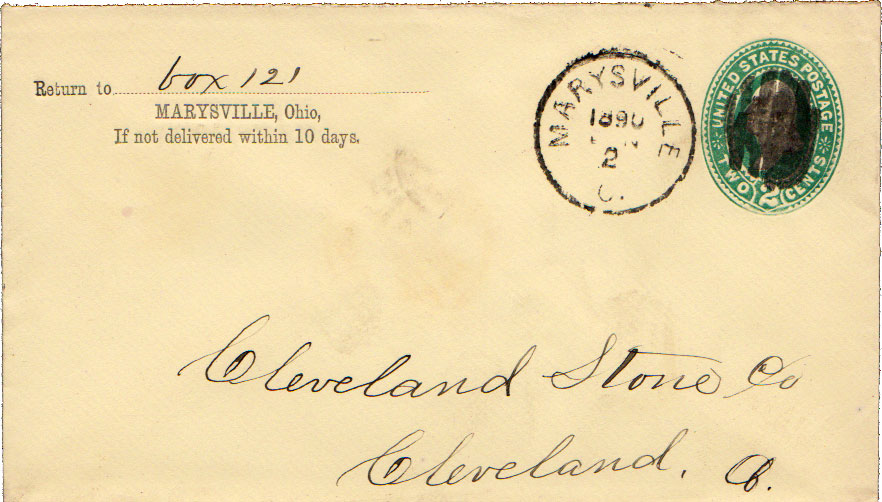 Return to box 121
MARYSVILLE, Ohio,
If not delivered within 10 days.
MARYSVILLE
1890
2
O.
UNITED STATES POSTAGE
TWO 2 CENTS
Cleveland Stone Co
Cleveland, O.